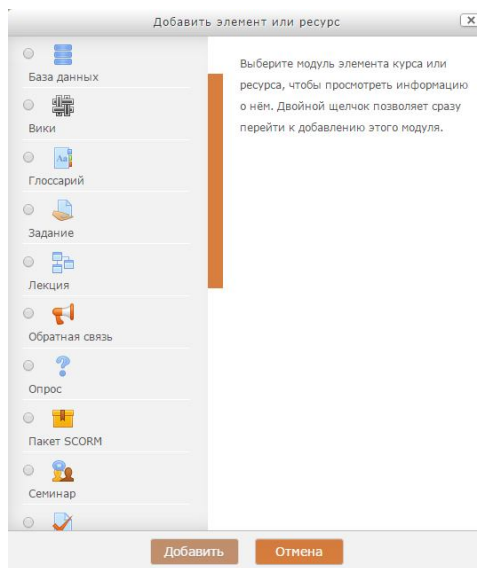 Добавить элемент или ресурс
База данных
Вики
Глоссарий
Задание
Лекция
Обратная связь
Опрос
Пакет SCORM
Семинар
Выберите модуль элемента курса или
ресурса, чтобы просмотреть информацию
о нём. Двойной щелчок позволяет сразу
перейти к добавлению этого модуля.
Добавить
Отмена